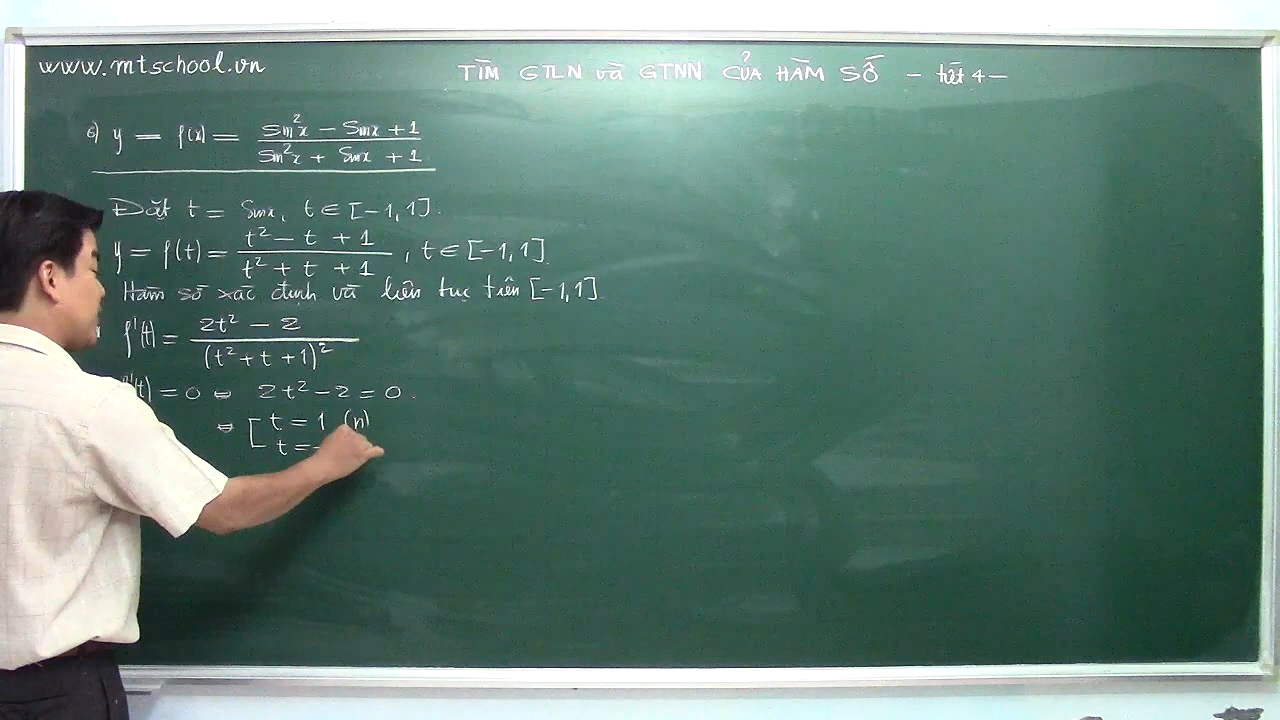 www.mtschool.vn
TÌM GTLN và GTNN CỦA HÀM SỐ - tiết 4 -
6) y = f(x) = (sin²x - sinx + 1) / (sin²x + sinx + 1)
Đặt t = sinx, t ∈ [-1, 1].
y = f(t) = (t² - t + 1) / (t² + t + 1), t ∈ [-1, 1].
Hàm số xác định và liên tục trên [-1, 1]
f'(t) = (2t² - 2) / (t² + t + 1)²
'(t) = 0 ⇔ 2t² - 2 = 0.
⇔ [ t = 1 (n)
t = -